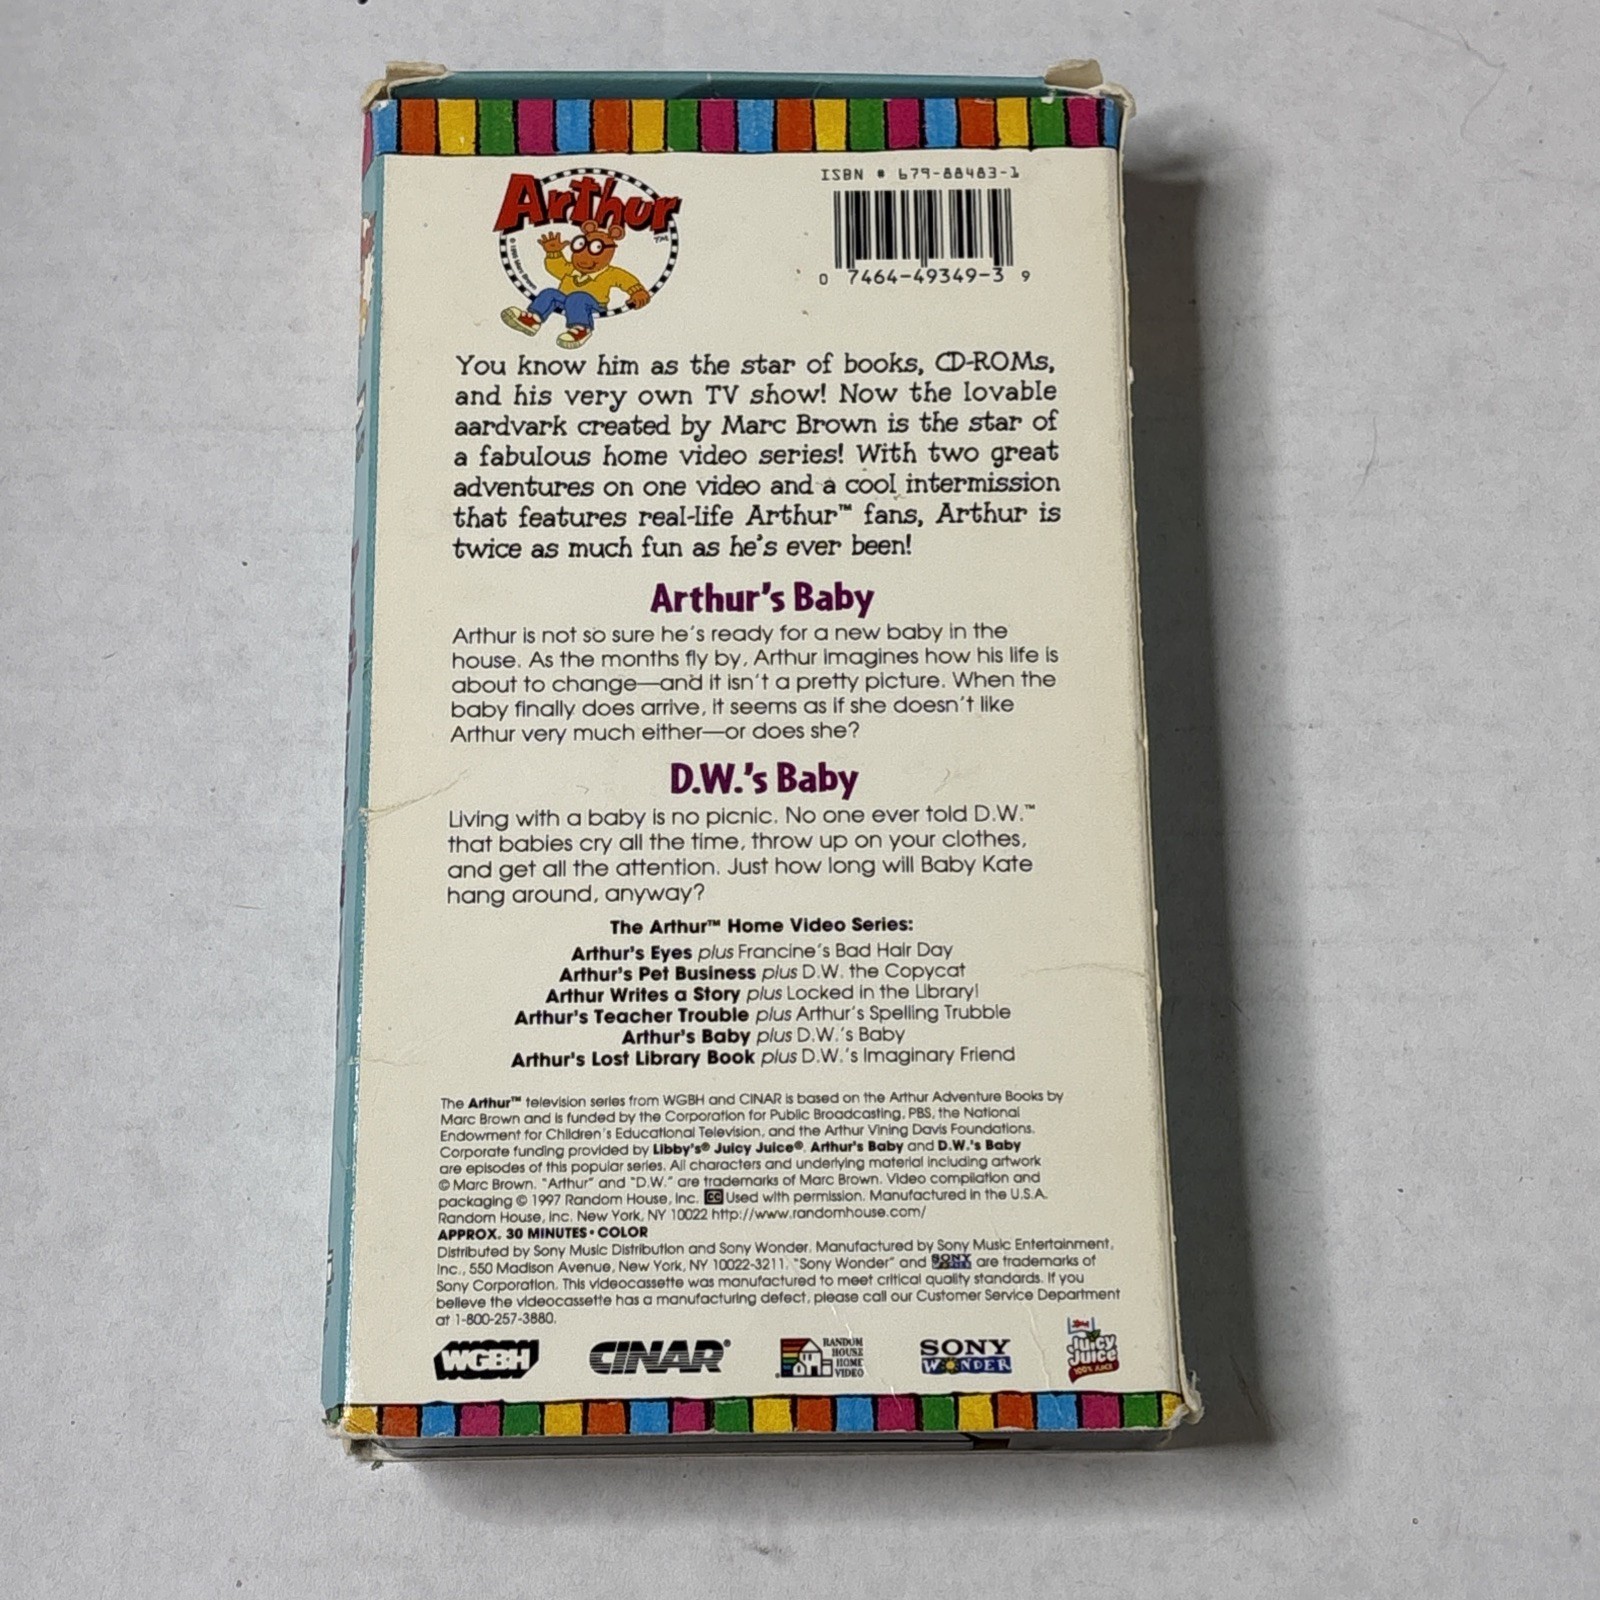 ISBN # 679-88483-1
Arthur™
0 7464-49349-3 9
You know him as the star of books, CD-ROMs,
and his very own TV show! Now the lovable
aardvark created by Marc Brown is the star of
a fabulous home video series! With two great
adventures on one video and a cool intermission
that features real-life Arthur™ fans, Arthur is
twice as much fun as he's ever been!
Arthur's Baby
Arthur is not so sure he's ready for a new baby in the
house. As the months fly by, Arthur imagines how his life is
about to change—and it isn't a pretty picture. When the
baby finally does arrive, it seems as if she doesn't like
Arthur very much either—or does she?
D.W.'s Baby
Living with a baby is no picnic. No one ever told D.W.™
that babies cry all the time, throw up on your clothes,
and get all the attention. Just how long will Baby Kate
hang around, anyway?
The Arthur™ Home Video Series:
Arthur's Eyes plus Francine's Bad Hair Day
Arthur's Pet Business plus D.W. the Copycat
Arthur Writes a Story plus Locked in the Library!
Arthur's Teacher Trouble plus Arthur's Spelling Trubble
Arthur's Baby plus D.W.'s Baby
Arthur's Lost Library Book plus D.W.'s Imaginary Friend
The Arthur™ television series from WGBH and CINAR is based on the Arthur Adventure Books by
Marc Brown and is funded by the Corporation for Public Broadcasting, PBS, the National
Endowment for Children's Educational Television, and the Arthur Vining Davis Foundations.
Corporate funding provided by Libby's® Juicy Juice®. Arthur's Baby and D.W.'s Baby
are episodes of this popular series. All characters and underlying material including artwork
© Marc Brown. "Arthur" and "D.W." are trademarks of Marc Brown. Video compilation and
packaging © 1997 Random House, Inc. CC Used with permission. Manufactured in the U.S.A.
Random House, Inc. New York, NY 10022 http://www.randomhouse.com/
APPROX. 30 MINUTES • COLOR
Distributed by Sony Music Distribution and Sony Wonder. Manufactured by Sony Music Entertainment,
Inc., 550 Madison Avenue, New York, NY 10022-3211. "Sony Wonder" and SONY WONDER are trademarks of
Sony Corporation. This videocassette was manufactured to meet critical quality standards. If you
believe the videocassette has a manufacturing defect, please call our Customer Service Department
at 1-800-257-3880.
WGBH
CINAR®
RANDOM
HOUSE
HOME
VIDEO
SONY
WONDER
Juicy
Juice
100% JUICE